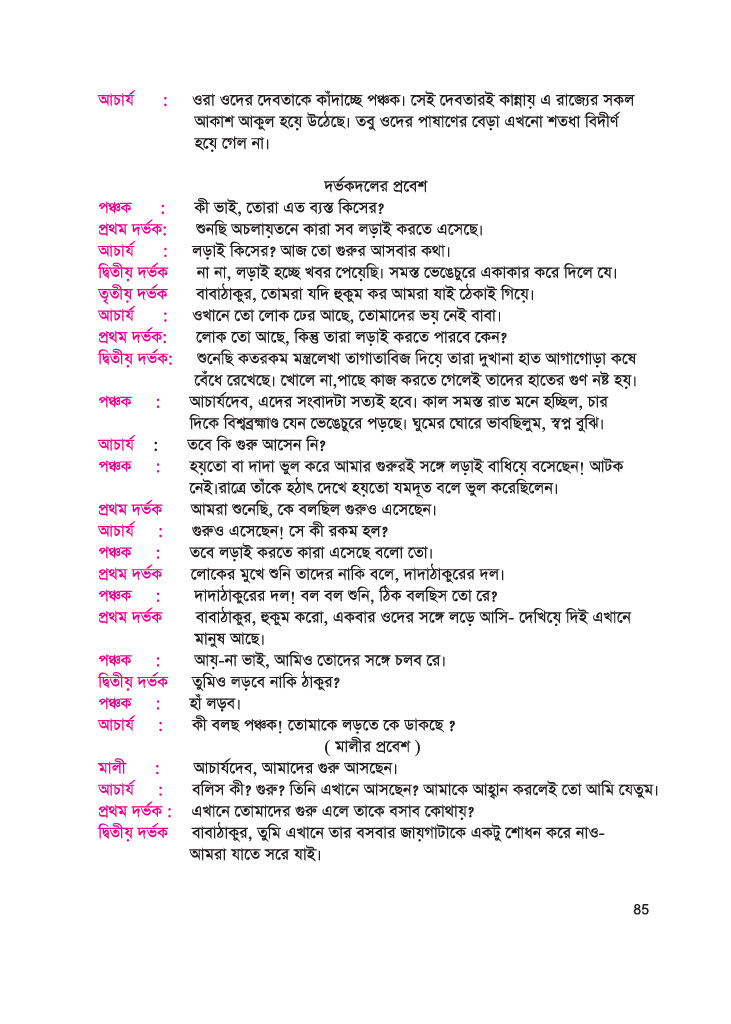 আচার্য : ওরা ওদের দেবতাকে কাঁদাচ্ছে পঞ্চক। সেই দেবতারই কান্নায় এ রাজ্যের সকল
আকাশ আকুল হয়ে উঠেছে। তবু ওদের পাষাণের বেড়া এখনো শতধা বিদীর্ণ
হয়ে গেল না।
দর্ভকদলের প্রবেশ
পঞ্চক : কী ভাই, তোরা এত ব্যস্ত কিসের?
প্রথম দর্ভক: শুনছি অচলায়তনে কারা সব লড়াই করতে এসেছে।
আচার্য : লড়াই কিসের? আজ তো গুরুর আসবার কথা।
দ্বিতীয় দর্ভক না না, লড়াই হচ্ছে খবর পেয়েছি। সমস্ত ভেঙেচুরে একাকার করে দিলে যে।
তৃতীয় দর্ভক বাবাঠাকুর, তোমরা যদি হুকুম কর আমরা যাই ঠেকাই গিয়ে।
আচার্য : ওখানে তো লোক ঢের আছে, তোমাদের ভয় নেই বাবা।
প্রথম দর্ভক: লোক তো আছে, কিন্তু তারা লড়াই করতে পারবে কেন?
দ্বিতীয় দর্ভক: শুনেছি কতরকম মন্ত্রলেখা তাগাতাবিজ দিয়ে তারা দুখানা হাত আগাগোড়া কষে
বেঁধে রেখেছে। খোলে না,পাছে কাজ করতে গেলেই তাদের হাতের গুণ নষ্ট হয়।
পঞ্চক : আচার্যদেব, এদের সংবাদটা সত্যই হবে। কাল সমস্ত রাত মনে হচ্ছিল, চার
দিকে বিশ্বব্রহ্মাণ্ড যেন ভেঙেচুরে পড়ছে। ঘুমের ঘোরে ভাবছিলুম, স্বপ্ন বুঝি।
আচার্য : তবে কি গুরু আসেন নি?
পঞ্চক : হয়তো বা দাদা ভুল করে আমার গুরুরই সঙ্গে লড়াই বাধিয়ে বসেছেন! আটক
নেই।রাত্রে তাঁকে হঠাৎ দেখে হয়তো যমদূত বলে ভুল করেছিলেন।
প্রথম দর্ভক আমরা শুনেছি, কে বলছিল গুরুও এসেছেন।
আচার্য : গুরুও এসেছেন! সে কী রকম হল?
পঞ্চক : তবে লড়াই করতে কারা এসেছে বলো তো।
প্রথম দর্ভক লোকের মুখে শুনি তাদের নাকি বলে, দাদাঠাকুরের দল।
পঞ্চক : দাদাঠাকুরের দল! বল বল শুনি, ঠিক বলছিস তো রে?
প্রথম দর্ভক বাবাঠাকুর, হুকুম করো, একবার ওদের সঙ্গে লড়ে আসি- দেখিয়ে দিই এখানে
মানুষ আছে।
পঞ্চক : আয়-না ভাই, আমিও তোদের সঙ্গে চলব রে।
দ্বিতীয় দর্ভক তুমিও লড়বে নাকি ঠাকুর?
পঞ্চক : হাঁ লড়ব।
আচার্য : কী বলছ পঞ্চক! তোমাকে লড়তে কে ডাকছে ?
( মালীর প্রবেশ )
মালী : আচার্যদেব, আমাদের গুরু আসছেন।
আচার্য : বলিস কী? গুরু? তিনি এখানে আসছেন? আমাকে আহ্বান করলেই তো আমি যেতুম।
প্রথম দর্ভক : এখানে তোমাদের গুরু এলে তাকে বসাব কোথায়?
দ্বিতীয় দর্ভক বাবাঠাকুর, তুমি এখানে তার বসবার জায়গাটাকে একটু শোধন করে নাও-
আমরা যাতে সরে যাই।
85